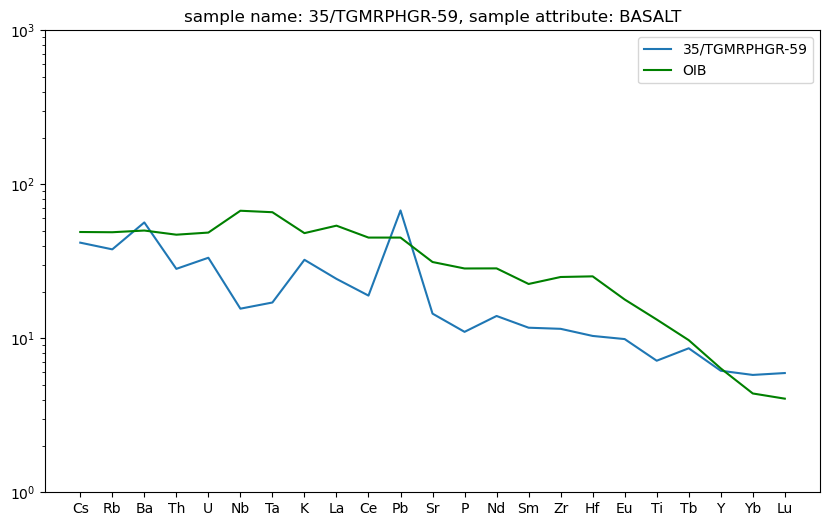 sample name: 35/TGMRPHGR-59, sample attribute: BASALT
35/TGMRPHGR-59
OIB
10³
10²
10¹
10⁰
Cs Rb Ba Th U Nb Ta K La Ce Pb Sr P Nd Sm Zr Hf Eu Ti Tb Y Yb Lu